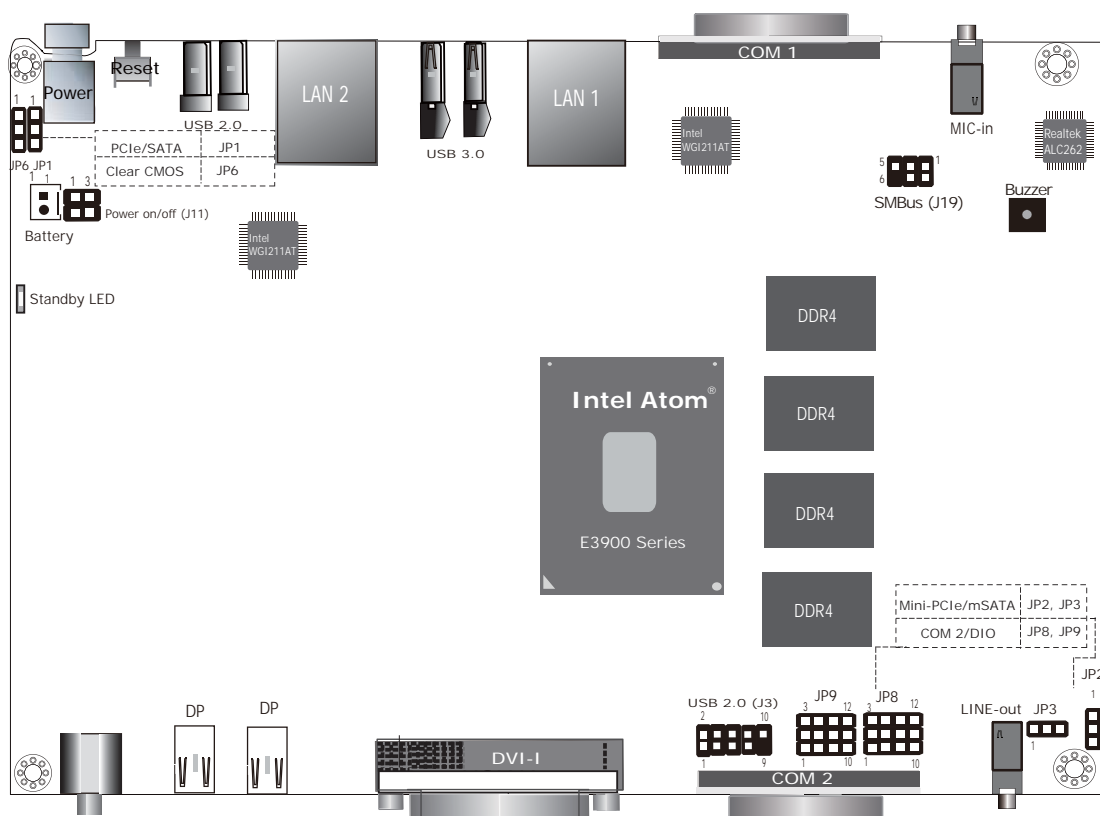 COM 1
Reset
Power
LAN 2
LAN 1
USB 2.0
USB 3.0
MIC-in
Intel
WGI211AT
Realtek
ALC262
1 1
JP6 JP1
PCIe/SATA JP1
Clear CMOS JP6
5 1
6
SMBus (J19)
Buzzer
1 1 3
Power on/off (J11)
Battery
Intel
WGI211AT
Standby LED
DDR4
Intel Atom®
DDR4
DDR4
E3900 Series
DDR4
Mini-PCIe/mSATA JP2, JP3
COM 2/DIO JP8, JP9
JP2
1
DP DP
USB 2.0 (J3)
2 10
1 9
JP9
3 12
1 10
JP8
3 12
1 10
LINE-out
JP3
1
DVI-I
COM 2